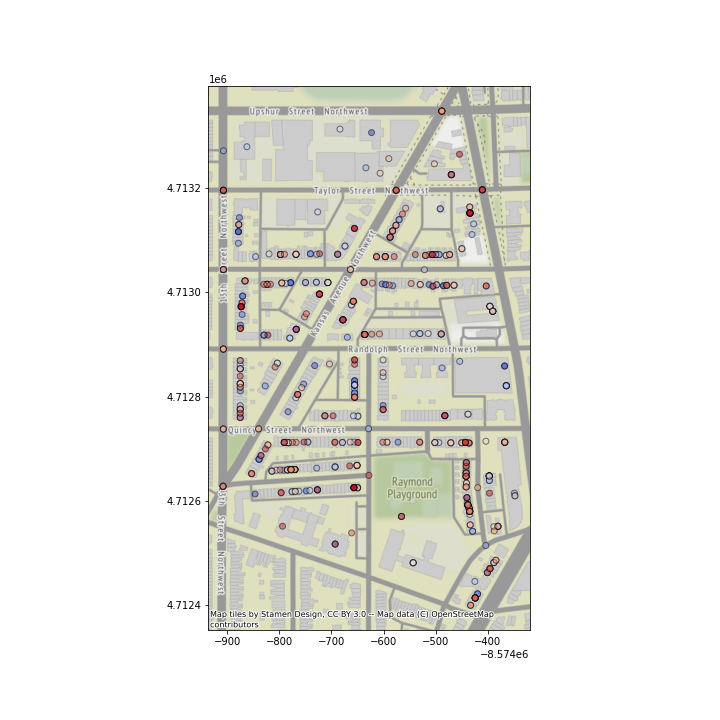 1e6
Upshur Street Northwest
4.7132
Taylor Street Northwest
Street Northwest
Kansas Avenue Northwest
4.7130
Randolph Street Northwest
4.7128
Quincy Street Northwest
4.7126
Raymond
Playground
Street Northwest
4.7124
Map tiles by Stamen Design, CC BY 3.0 -- Map data (C) OpenStreetMap
contributors
−900 −800 −700 −600 −500 −400
−8.574e6